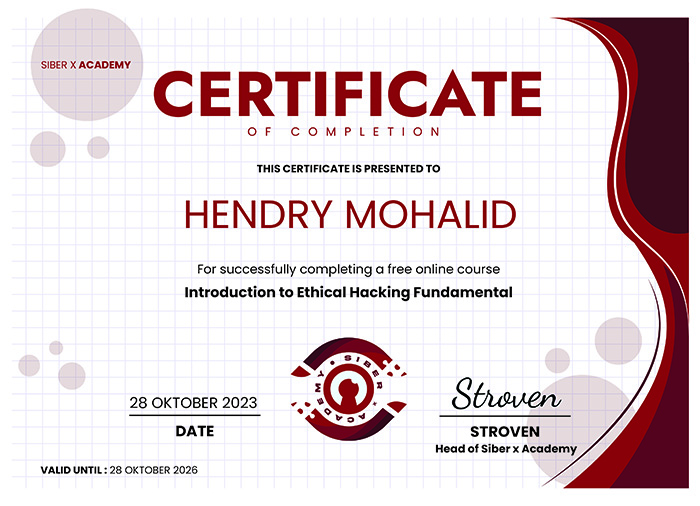 SIBER X ACADEMY
CERTIFICATE
OF COMPLETION
THIS CERTIFICATE IS PRESENTED TO
HENDRY MOHALID
For successfully completing a free online course
Introduction to Ethical Hacking Fundamental
SIBER
ACADEMY
28 OKTOBER 2023
DATE
Stroven
STROVEN
Head of Siber x Academy
VALID UNTIL : 28 OKTOBER 2026